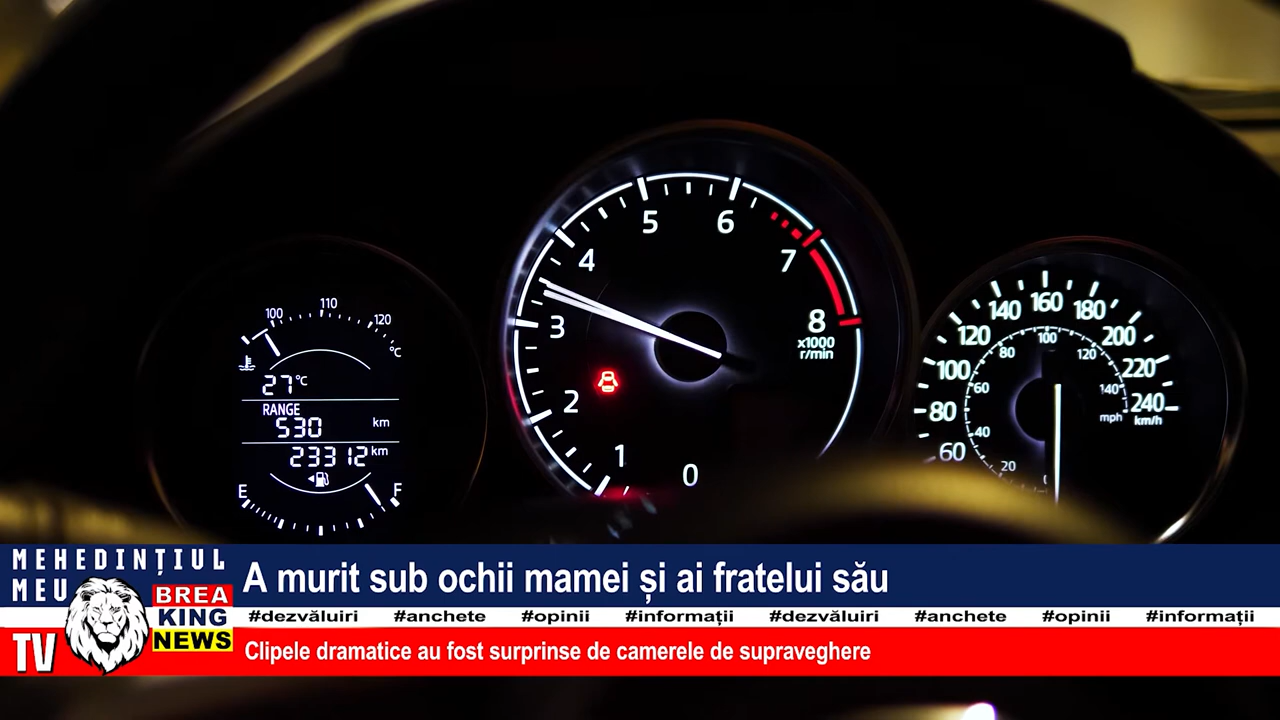 100 110 120
°C
27°C
RANGE
530 km
23312 km
E F
0 1 2 3 4 5 6 7 8
x1000
r/min
60 80 100 120 140 160 180 200 220 240
km/h
20 40 60 80 100 120 140
mph
MEHEDINȚIUL
MEU
TV
BREA
KING
NEWS
A murit sub ochii mamei și ai fratelui său
#dezvăluiri #anchete #opinii #informații #dezvăluiri #anchete #opinii #informații
Clipele dramatice au fost surprinse de camerele de supraveghere